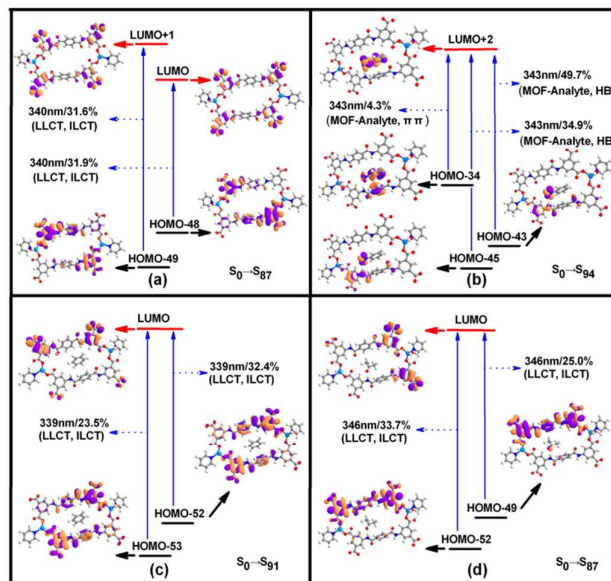 LUMO+1
LUMO
340nm/31.6%
(LLCT, ILCT)
340nm/31.9%
(LLCT, ILCT)
HOMO-48
HOMO-49
(a)
S0→S87
LUMO+2
343nm/49.7%
(MOF-Analyte, HB
343nm/4.3%
(MOF-Analyte, π π)
343nm/34.9%
(MOF-Analyte, HB
HOMO-34
HOMO-43
HOMO-45
(b)
S0→S94
LUMO
339nm/32.4%
(LLCT, ILCT)
339nm/23.5%
(LLCT, ILCT)
HOMO-52
HOMO-53
(c)
S0→S91
LUMO
346nm/25.0%
(LLCT, ILCT)
346nm/33.7%
(LLCT, ILCT)
HOMO-49
HOMO-52
(d)
S0→S87